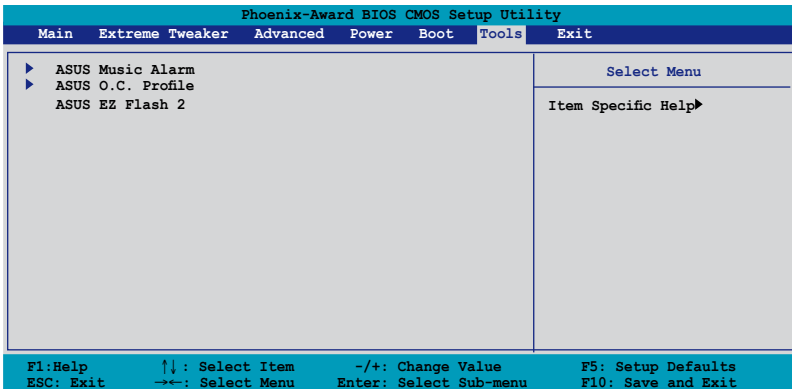 Phoenix-Award BIOS CMOS Setup Utility
Main Extreme Tweaker Advanced Power Boot Tools Exit
ASUS Music Alarm
ASUS O.C. Profile
ASUS EZ Flash 2
Select Menu
Item Specific Help
F1:Help ↑↓ : Select Item -/+: Change Value F5: Setup Defaults
ESC: Exit →←: Select Menu Enter: Select Sub-menu F10: Save and Exit